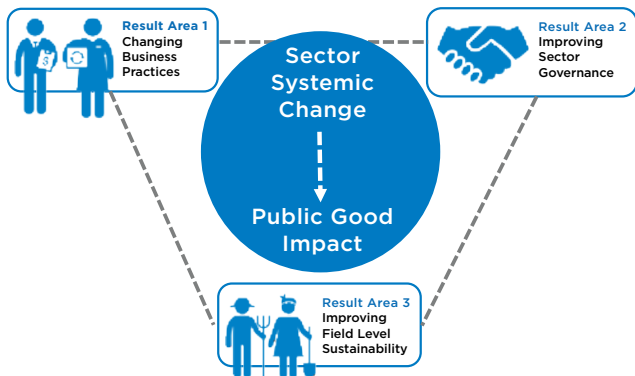 Result Area 1
Changing
Business
Practices
$
Sector
Systemic
Change
Public Good
Impact
Result Area 2
Improving
Sector
Governance
Result Area 3
Improving
Field Level
Sustainability